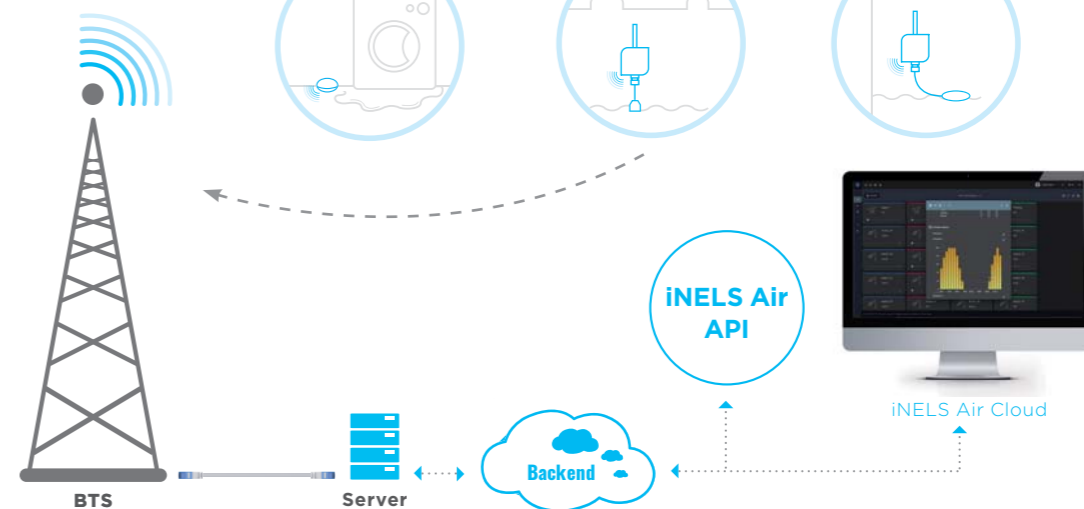 iNELS Air
API
iNELS Air Cloud
Backend
BTS
Server